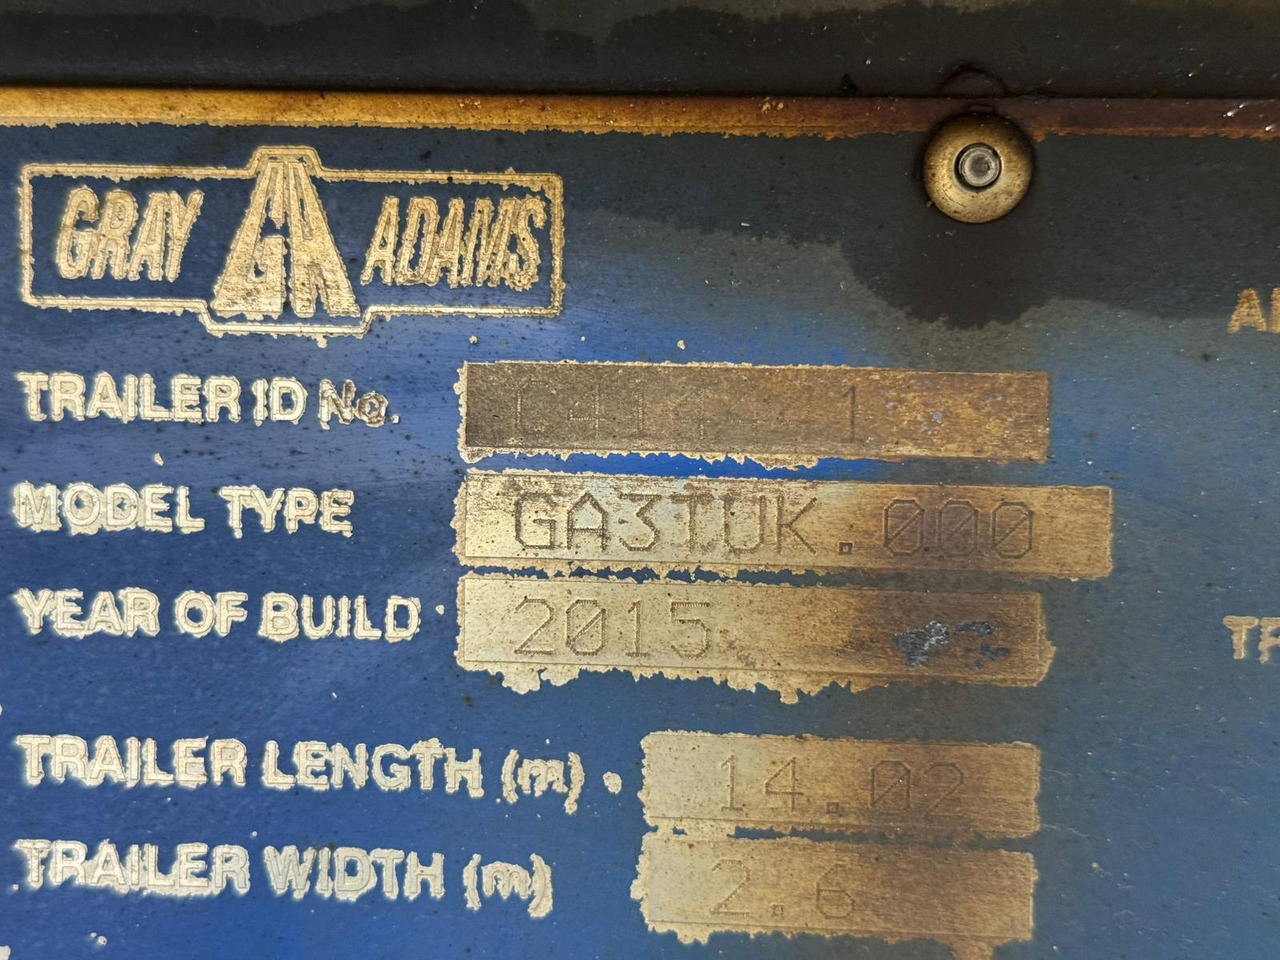 GRAY GA ADAMS
TRAILER ID No.
MODEL TYPE GA3TUK.000
YEAR OF BUILD 2015
TRAILER LENGTH (m) 14.02
TRAILER WIDTH (m) 2.6